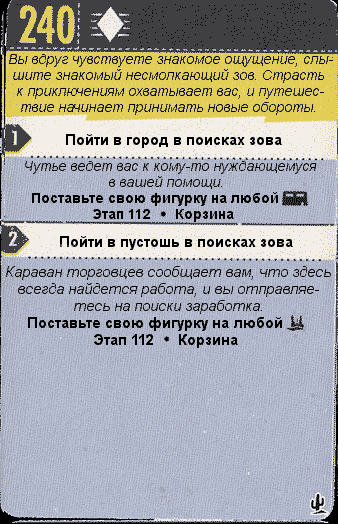 240
Вы вдруг чувствуете знакомое ощущение, слы-
шите знакомый несмолкающий зов. Страсть
к приключениям охватывает вас, и путешес-
твие начинает принимать новые обороты.
1
Пойти в город в поисках зова
Чутье ведет вас к кому-то нуждающемуся
в вашей помощи.
Поставьте свою фигурку на любой
Этап 112 • Корзина
2
Пойти в пустошь в поисках зова
Караван торговцев сообщает вам, что здесь
всегда найдется работа, и вы отправляе-
тесь на поиски заработка.
Поставьте свою фигурку на любой
Этап 112 • Корзина